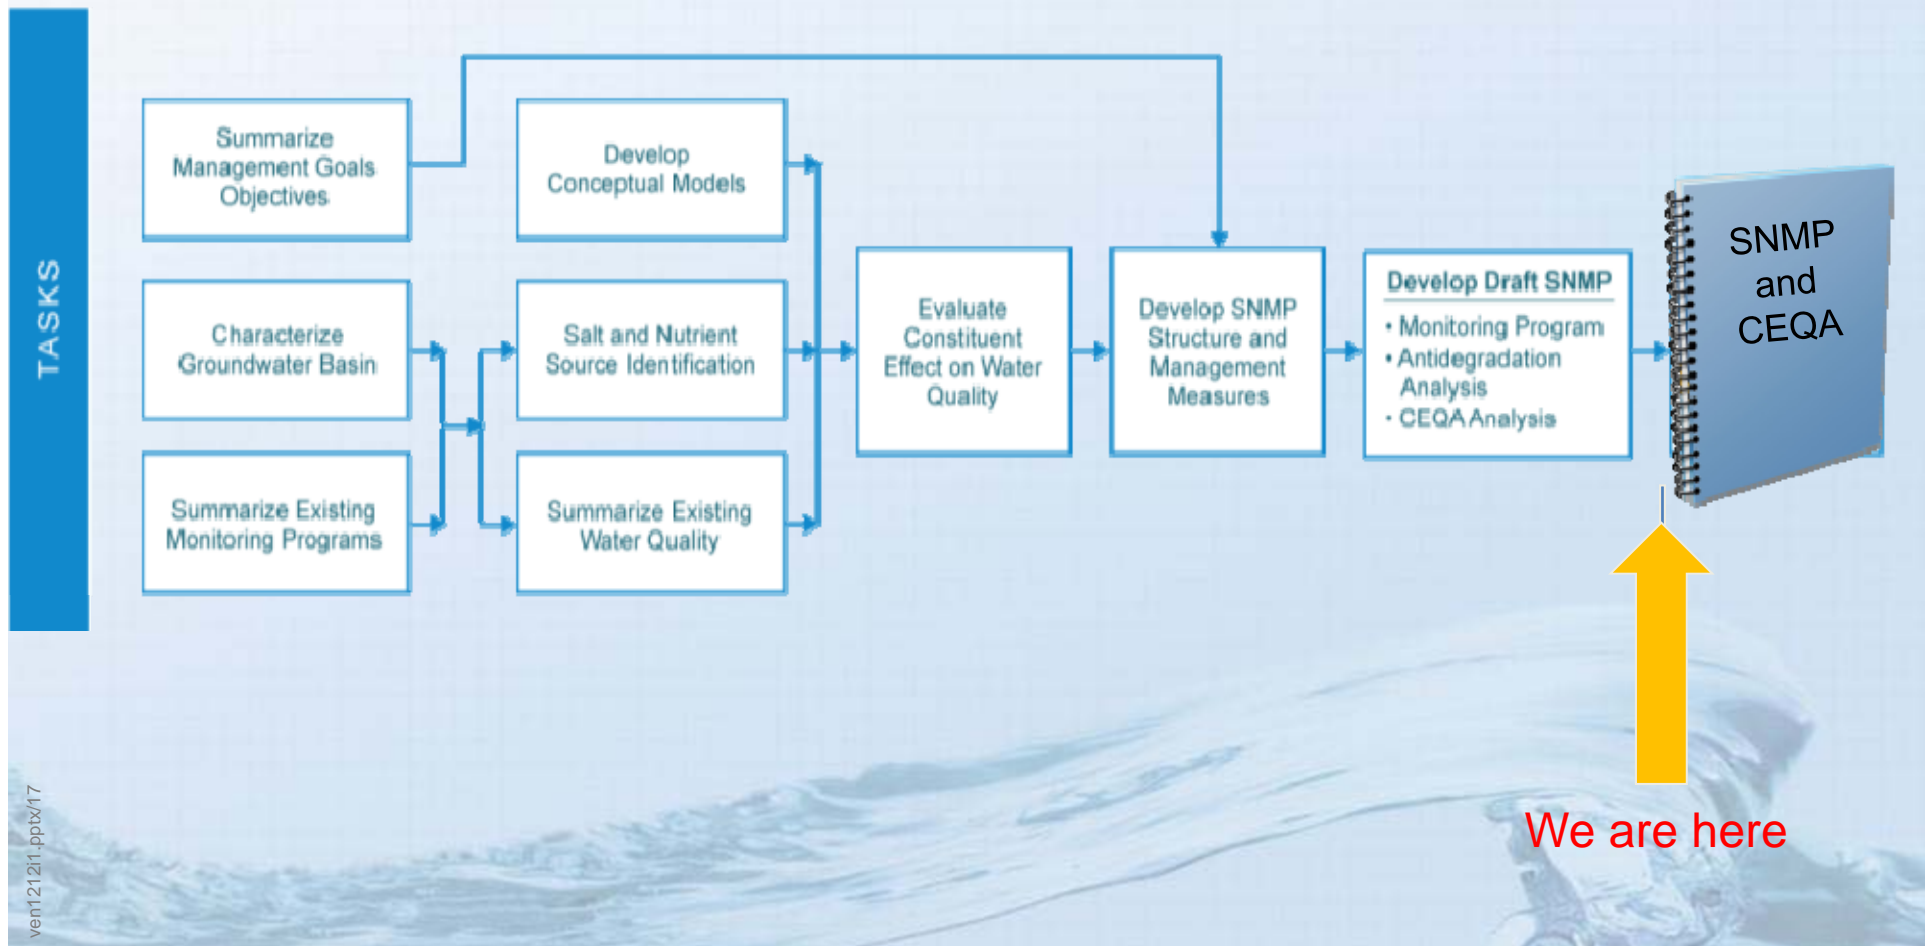 TASKS
Summarize
Management Goals
Objectives
Develop
Conceptual Models
Characterize
Groundwater Basin
Salt and Nutrient
Source Identification
Summarize Existing
Monitoring Programs
Summarize Existing
Water Quality
Evaluate
Constituent
Effect on Water
Quality
Develop SNMP
Structure and
Management
Measures
Develop Draft SNMP
• Monitoring Program
• Antidegradation
Analysis
• CEQA Analysis
SNMP
and
CEQA
We are here
ven1212i1.pptx/17